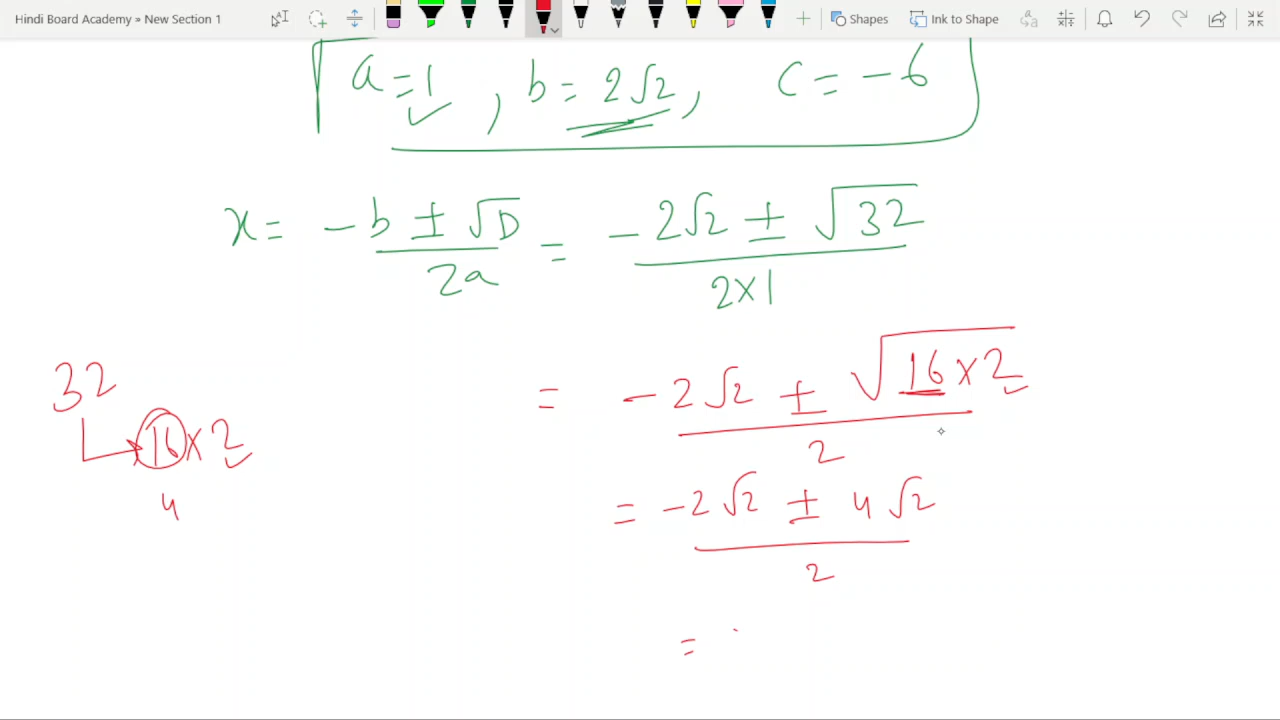 Hindi Board Academy » New Section 1 Shapes Ink to Shape
a=1, b= 2√2, c= -6
x= -b ± √D / 2a = -2√2 ± √32 / 2×1
32
= -2√2 ± √16×2 / 2
16×2
4
= -2√2 ± 4√2 / 2
=